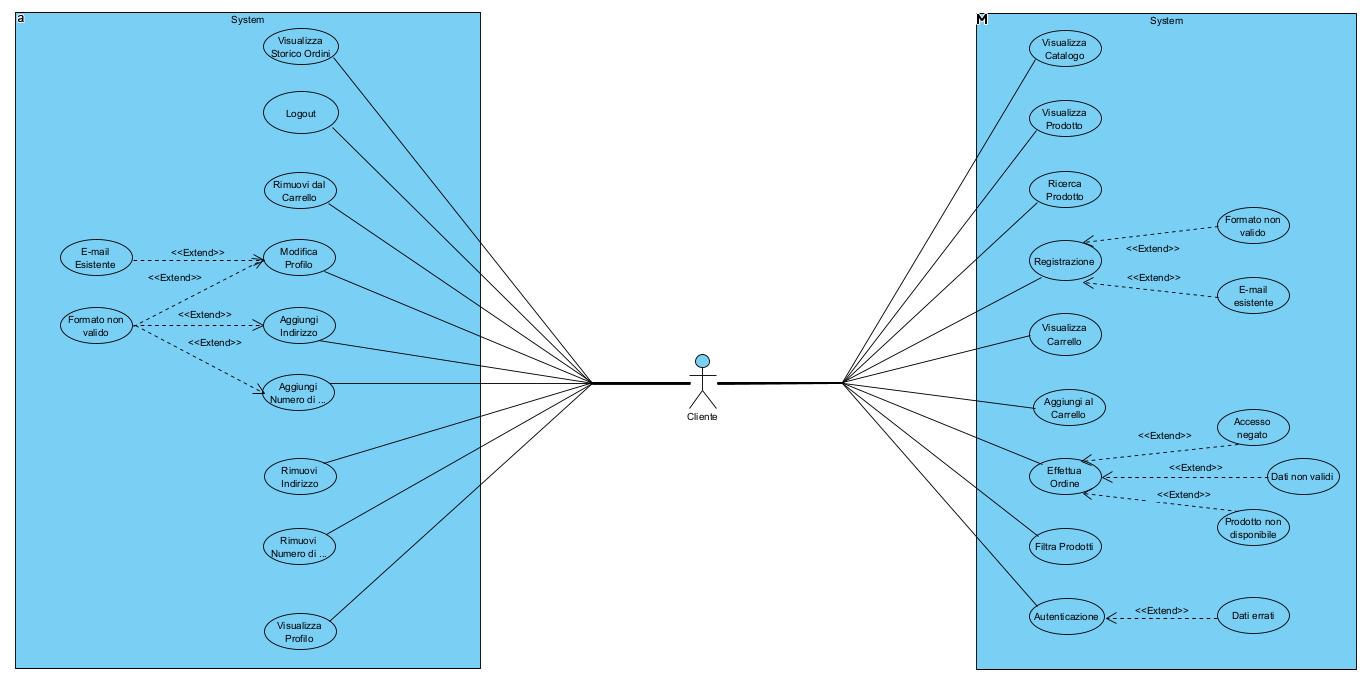 a
System
Visualizza
Storico Ordini
Logout
Rimuovi dal
Carrello
E-mail
Esistente
<<Extend>>
Modifica
Profilo
<<Extend>>
Formato non
valido
<<Extend>>
Aggiungi
Indirizzo
<<Extend>>
Aggiungi
Numero di ...
Rimuovi
Indirizzo
Rimuovi
Numero di ...
Visualizza
Profilo
Cliente
M
System
Visualizza
Catalogo
Visualizza
Prodotto
Ricerca
Prodotto
Registrazione
<<Extend>>
Formato non
valido
<<Extend>>
E-mail
esistente
Visualizza
Carrello
Aggiungi al
Carrello
Effettua
Ordine
<<Extend>>
Accesso
negato
<<Extend>>
Dati non validi
<<Extend>>
Prodotto non
disponibile
Filtra Prodotti
Autenticazione
<<Extend>>
Dati errati